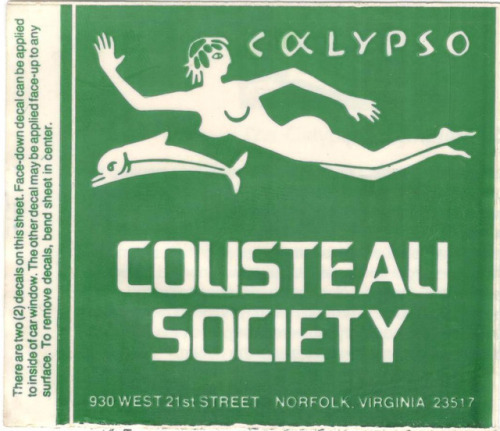 There are two (2) decals on this sheet. Face-down decal can be applied
to inside of car window. The other decal may be applied face-up to any
surface. To remove decals, bend sheet in center.
CALYPSO
COUSTEAU
SOCIETY
930 WEST 21st STREET NORFOLK, VIRGINIA 23517